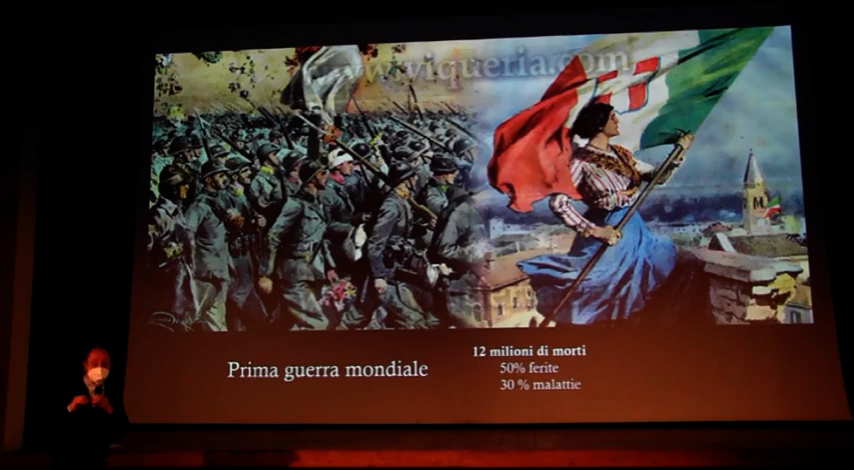 www.viqueria.com
Prima guerra mondiale
12 milioni di morti
50% ferite
30 % malattie